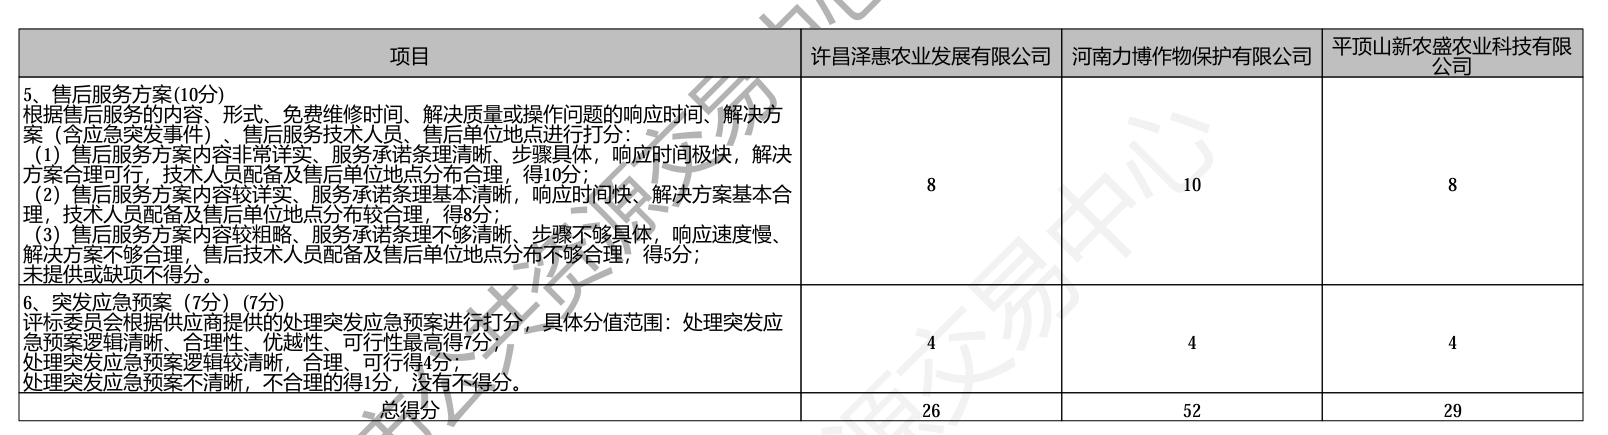 项目
许昌泽惠农业发展有限公司
河南力博作物保护有限公司
平顶山新农盛农业科技有限
公司
5、售后服务方案(10分)
根据售后服务的内容、形式、免费维修时间、解决质量或操作问题的响应时间、解决方
案（含应急突发事件）、售后服务技术人员、售后单位地点进行打分：
（1）售后服务方案内容非常详实、服务承诺条理清晰、步骤具体，响应时间极快，解决
方案合理可行，技术人员配备及售后单位地点分布合理，得10分；
（2）售后服务方案内容较详实、服务承诺条理基本清晰，响应时间快、解决方案基本合
理，技术人员配备及售后单位地点分布较合理，得8分；
（3）售后服务方案内容较粗略、服务承诺条理不够清晰、步骤不够具体，响应速度慢、
解决方案不够合理，售后技术人员配备及售后单位地点分布不够合理，得5分；
未提供或缺项不得分。
8
10
8
6、突发应急预案（7分）(7分)
评标委员会根据供应商提供的处理突发应急预案进行打分，具体分值范围：处理突发应
急预案逻辑清晰、合理性、优越性、可行性最高得7分；
处理突发应急预案逻辑较清晰，合理、可行得4分；
处理突发应急预案不清晰，不合理的得1分，没有不得分。
4
4
4
总得分
26
52
29
市公共资源交易中心
源交易中心